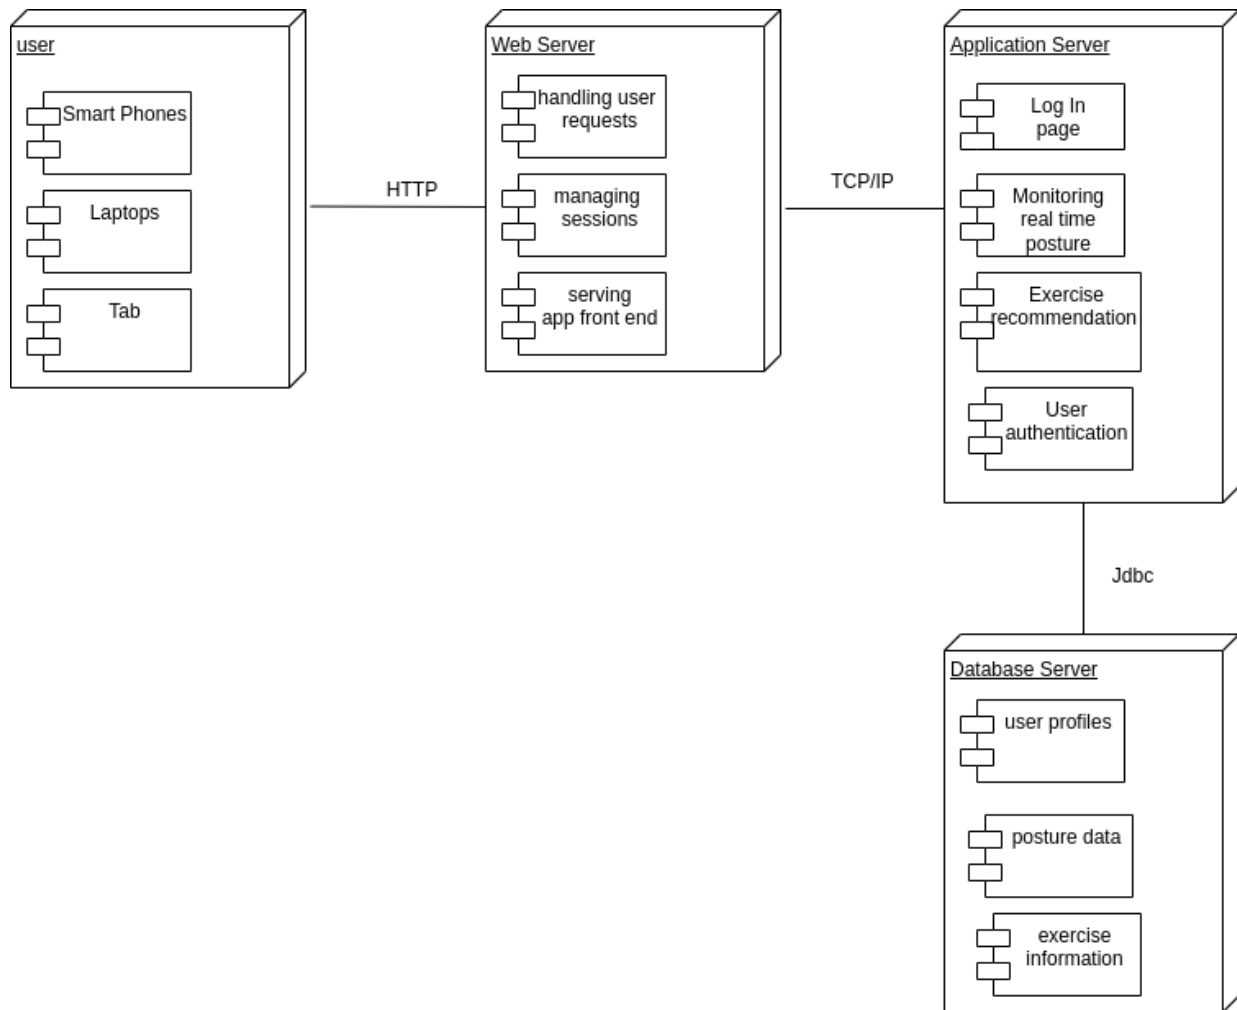 user
Smart Phones
Laptops
Tab
HTTP
Web Server
handling user
requests
managing
sessions
serving
app front end
TCP/IP
Application Server
Log In
page
Monitoring
real time
posture
Exercise
recommendation
User
authentication
Jdbc
Database Server
user profiles
posture data
exercise
information